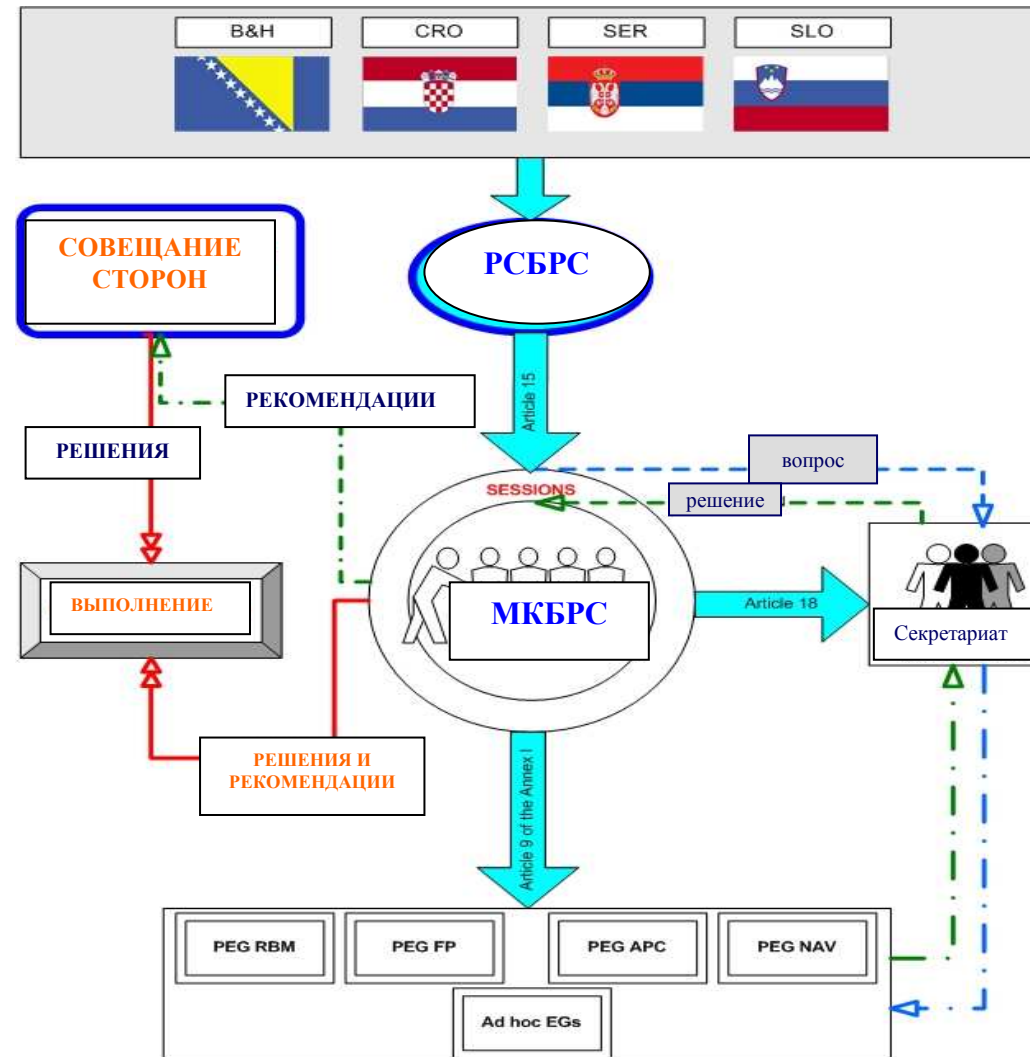 B&H
CRO
SER
SLO
СОВЕЩАНИЕ
СТОРОН
РСБРС
Article 15
РЕКОМЕНДАЦИИ
РЕШЕНИЯ
вопрос
решение
SESSIONS
МКБРС
Article 18
Секретариат
ВЫПОЛНЕНИЕ
РЕШЕНИЯ И
РЕКОМЕНДАЦИИ
Article 9 of the Annex I
PEG RBM
PEG FP
PEG APC
PEG NAV
Ad hoc EGs